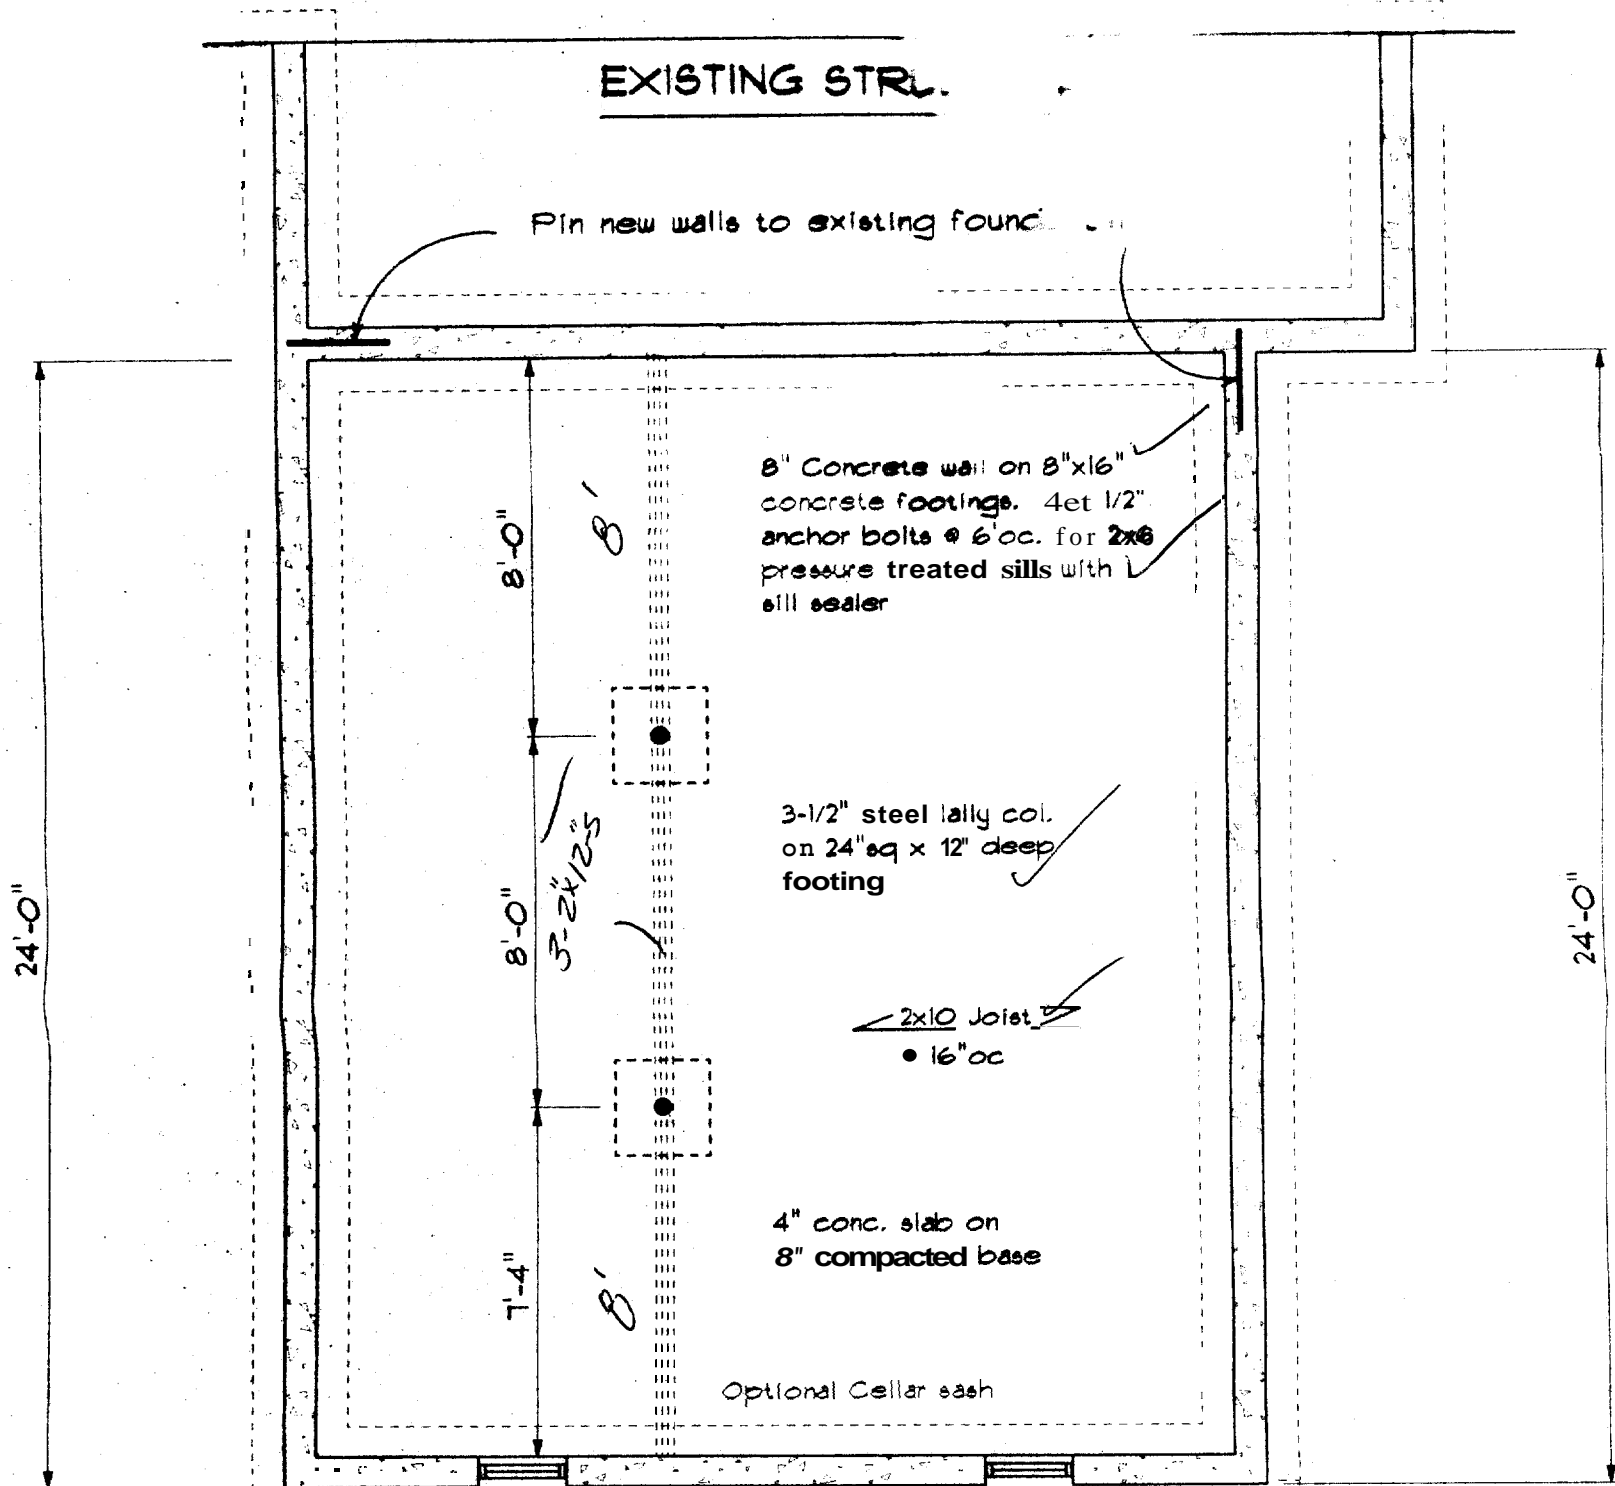 EXISTING
Pin new walls to existing
8'-0"
8'
8" Concrete wall on 8"x16"
concrete footings. 4et 1/2"
anchor bolts @ 6'oc. for 2x6
pressure treated sills with
sill sealer
3-1/2" steel lally col.
on 24"sq x 12" deep
footing
8'-0"
24'-0"
24'-0"
2x10 Joist
● 16"oc
4" conc. slab on
8" compacted base
7'-4"
8'
Optional Cellar sash